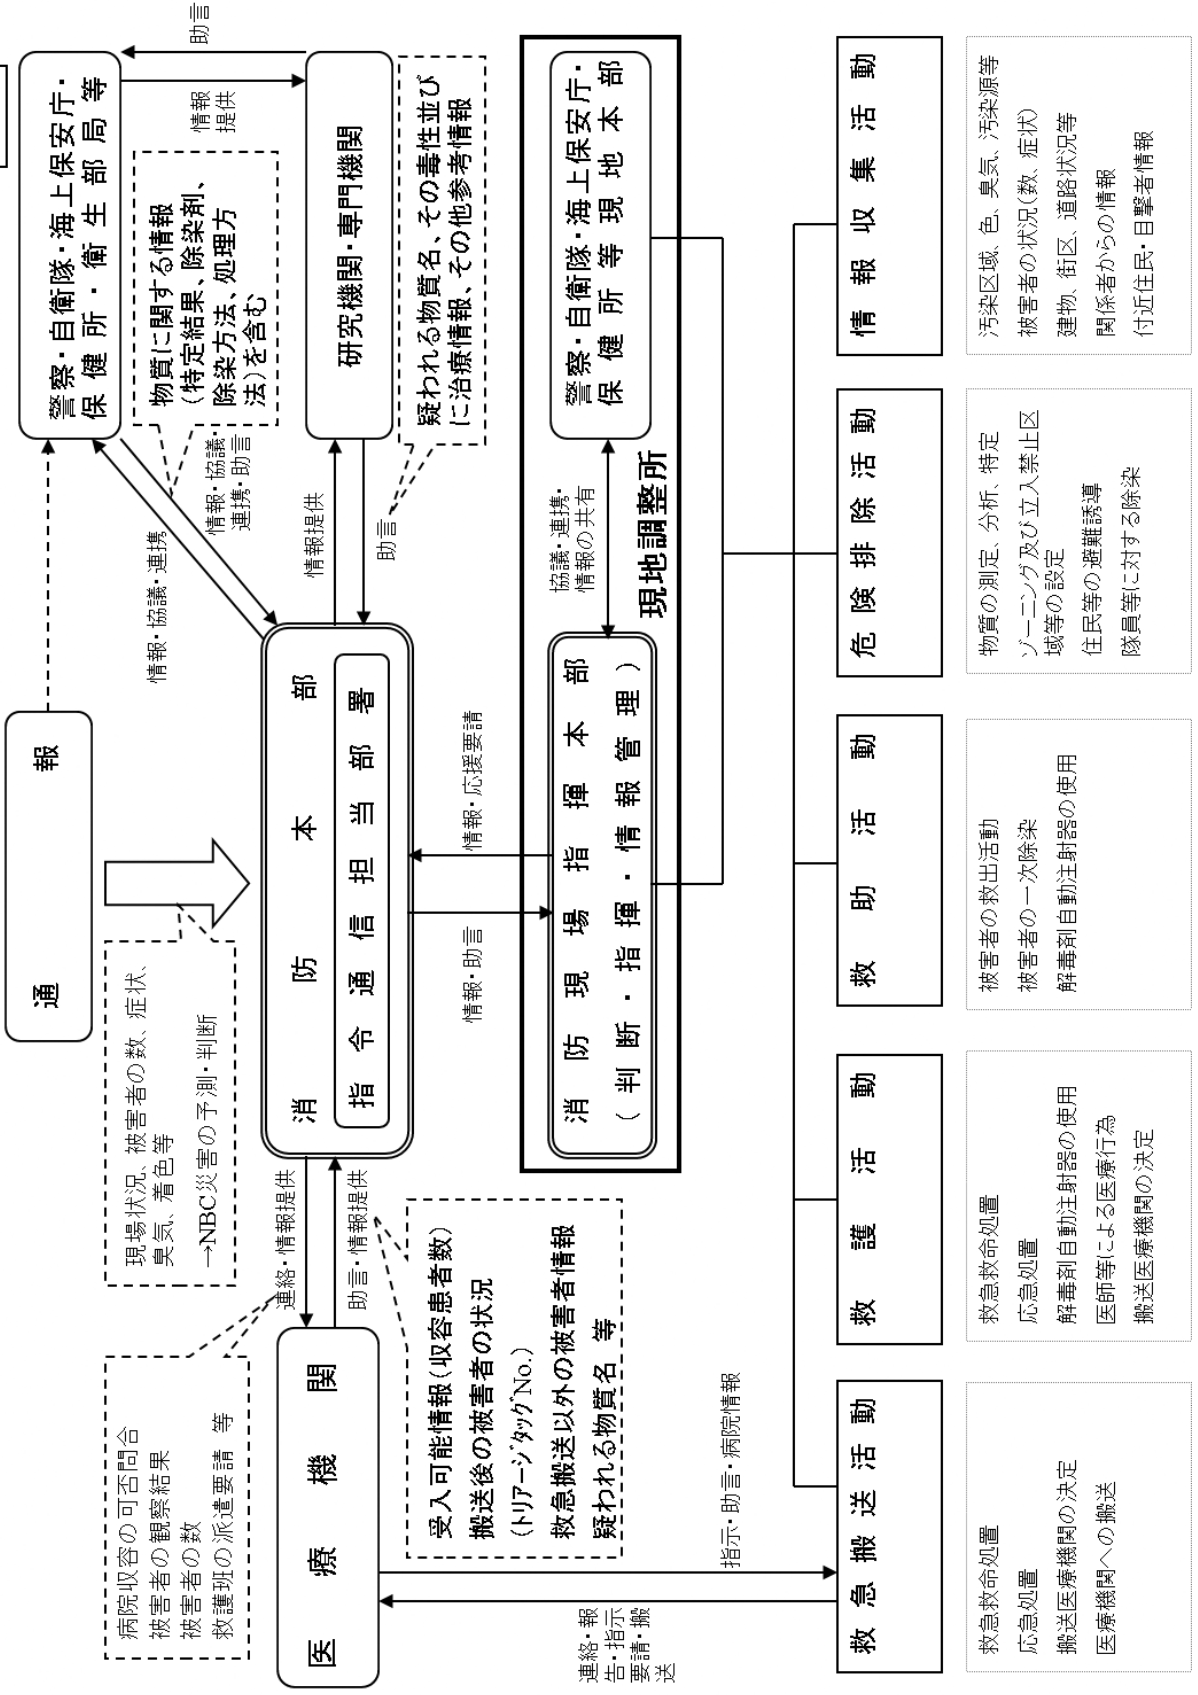 通報
現場状況、被害者の数、症状、
臭気、着色等
→NBC災害の予測・判断
警察・自衛隊・海上保安庁・
保健所・衛生部局等
助言
情報
提供
物質に関する情報
(特定結果、除染剤、
除染方法、処理方
法)を含む
情報・協議・連携
情報・協議・
連携・助言
研究機関・専門機関
疑われる物質名、その毒性並び
に治療情報、その他参考情報
情報提供
助言
消防本部
指令通信担当部署
病院収容の可否問合
被害者の観察結果
被害者の数
救護班の派遣要請 等
連絡・情報提供
助言・情報提供
医療機関
受入可能情報(収容患者数)
搬送後の被害者の状況
(トリアージタッグNo.)
救急搬送以外の被害者情報
疑われる物質名 等
情報・助言
情報・応援要請
消防現場指揮本部
(判断・指揮・情報管理)
協議・連携・
情報の共有
現地調整所
警察・自衛隊・海上保安庁・
保健所等現地本部
連絡・報
告・指示
要請・搬
送
指示・助言・病院情報
救急搬送活動
救急救命処置
応急処置
搬送医療機関の決定
医療機関への搬送
救護活動
救急救命処置
応急処置
解毒剤自動注射器の使用
医師等による医療行為
搬送医療機関の決定
救助活動
被害者の救出活動
被害者の一次除染
解毒剤自動注射器の使用
危険排除活動
物質の測定、分析、特定
ゾーニング及び立入禁止区
域等の設定
住民等の避難誘導
隊員等に対する除染
情報収集活動
汚染区域、色、臭気、汚染源等
被害者の状況(数、症状)
建物、街区、道路状況等
関係者からの情報
付近住民・目撃者情報